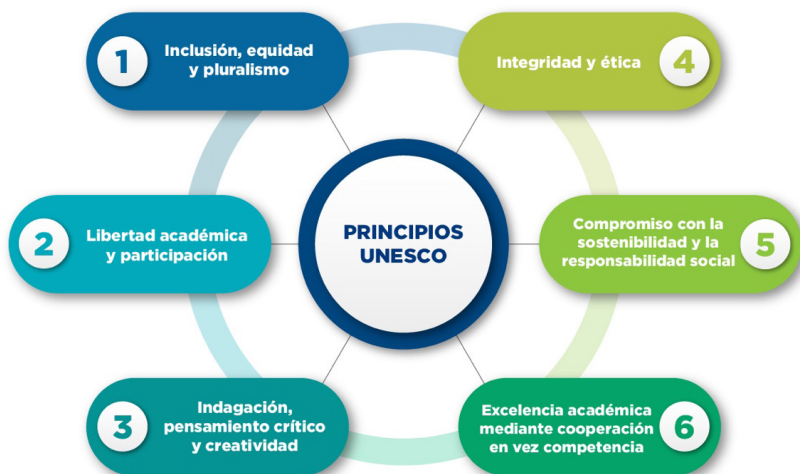 PRINCIPIOS
UNESCO
1
Inclusión, equidad
y pluralismo
2
Libertad académica
y participación
3
Indagación,
pensamiento crítico
y creatividad
Integridad y ética
4
Compromiso con la
sostenibilidad y la
responsabilidad social
5
Excelencia académica
mediante cooperación
en vez competencia
6